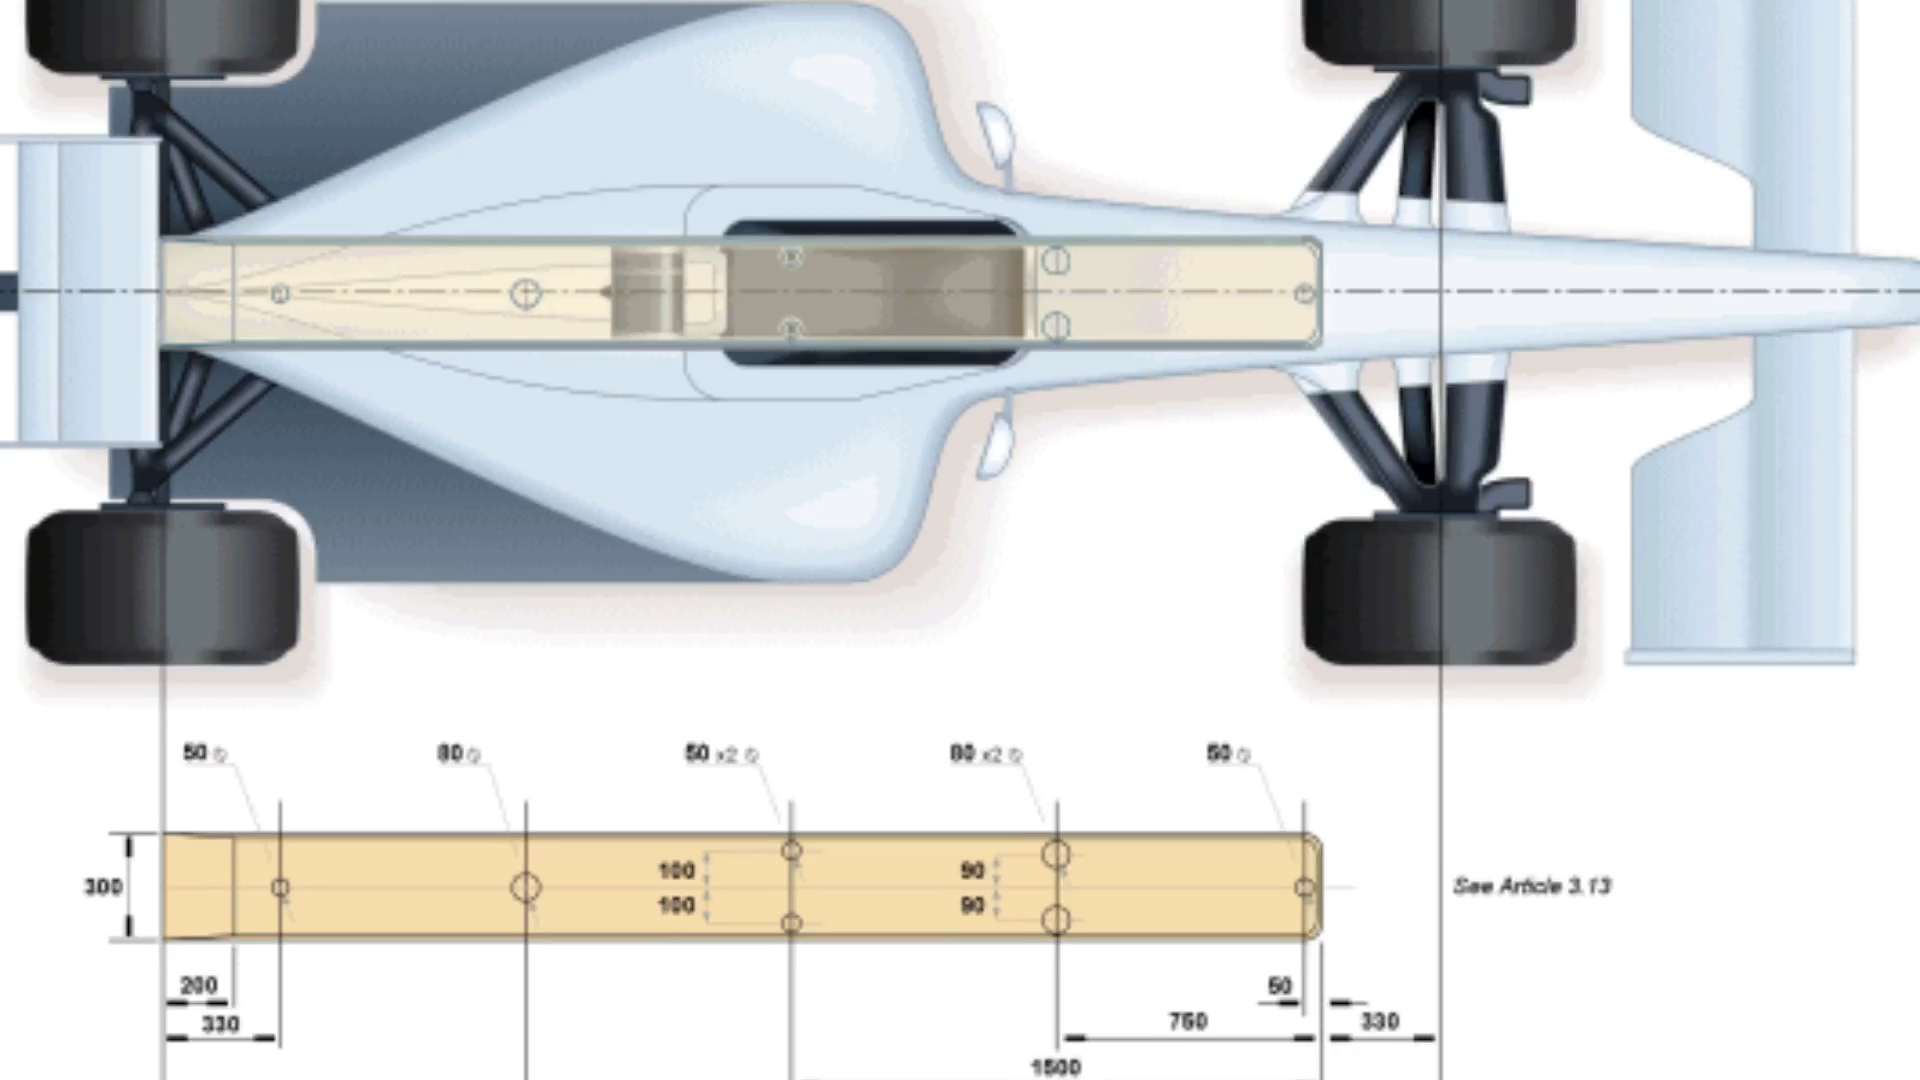 50 ⌀ 80 ⌀ 50 x2 ⌀ 80 x2 ⌀ 50 ⌀
100 90
300 See Article 3.13
100 90
200 50
330 750 330
1500